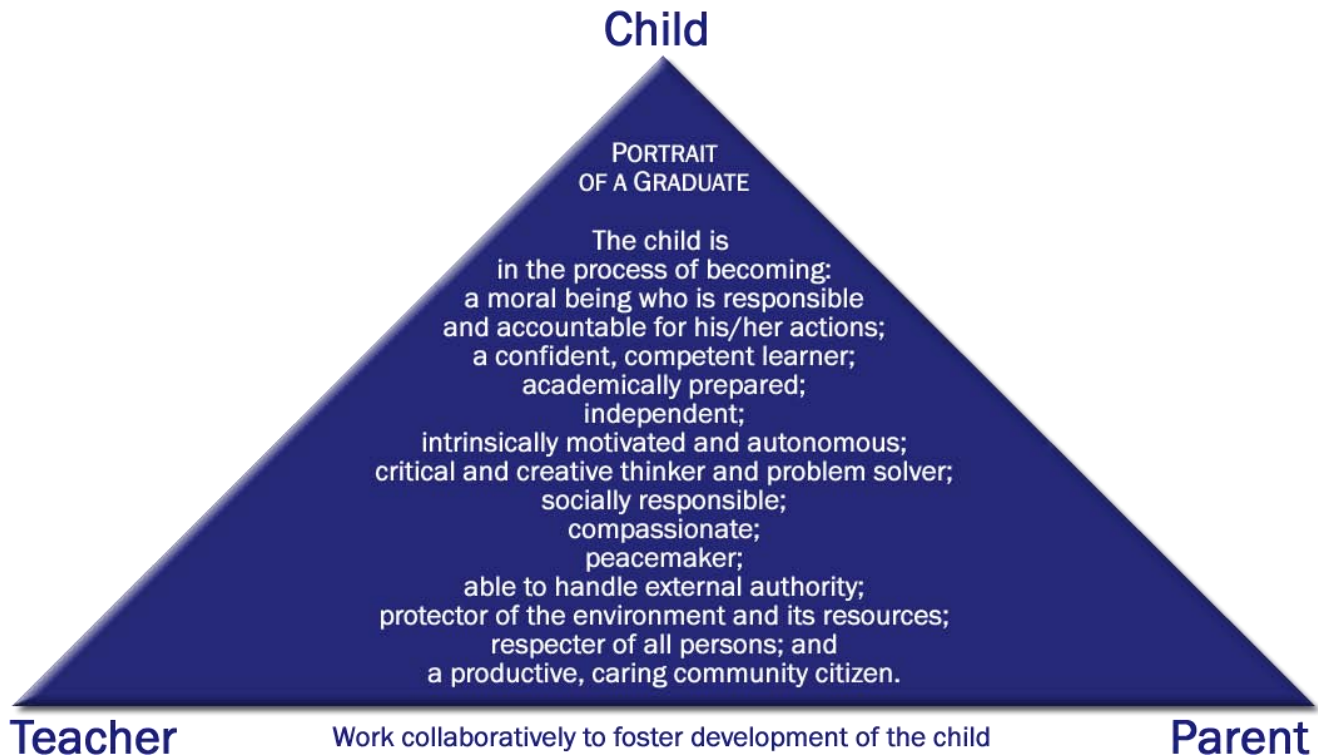 Child
PORTRAIT
OF A GRADUATE
The child is
in the process of becoming:
a moral being who is responsible
and accountable for his/her actions;
a confident, competent learner;
academically prepared;
independent;
intrinsically motivated and autonomous;
critical and creative thinker and problem solver;
socially responsible;
compassionate;
peacemaker;
able to handle external authority;
protector of the environment and its resources;
respecter of all persons; and
a productive, caring community citizen.
Teacher Work collaboratively to foster development of the child Parent